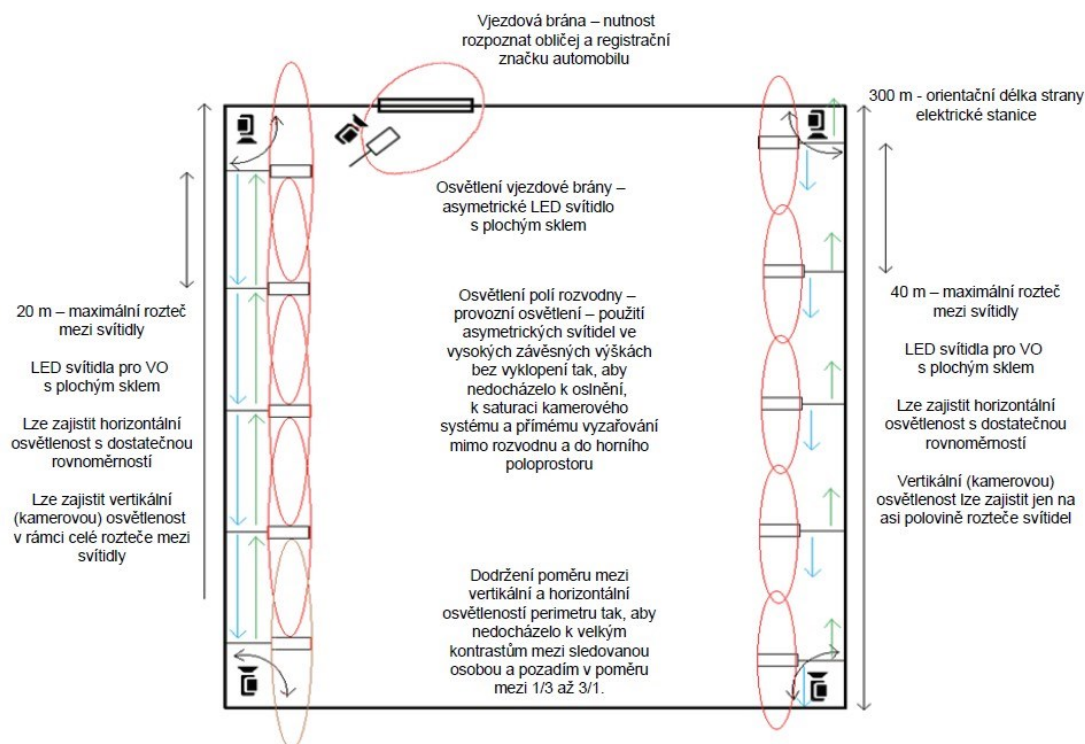 Vjezdová brána – nutnost
rozpoznat obličej a registrační
značku automobilu
300 m - orientační délka strany
elektrické stanice
Osvětlení vjezdové brány –
asymetrické LED svítidlo
s plochým sklem
20 m – maximální rozteč
mezi svítidly
LED svítidla pro VO
s plochým sklem
Lze zajistit horizontální
osvětlenost s dostatečnou
rovnoměrností
Lze zajistit vertikální
(kamerovou) osvětlenost
v rámci celé rozteče mezi
svítidly
Osvětlení polí rozvodny –
provozní osvětlení – použití
asymetrických svítidel ve
vysokých závěsných výškách
bez vyklopení tak, aby
nedocházelo k oslnění,
k saturaci kamerového
systému a přímému vyzařování
mimo rozvodnu a do horního
poloprostoru
40 m – maximální rozteč
mezi svítidly
LED svítidla pro VO
s plochým sklem
Lze zajistit horizontální
osvětlenost s dostatečnou
rovnoměrností
Vertikální (kamerovou)
osvětlenost lze zajistit jen na
asi polovině rozteče svítidel
Dodržení poměru mezi
vertikální a horizontální
osvětleností perimetru tak, aby
nedocházelo k velkým
kontrastům mezi sledovanou
osobou a pozadím v poměru
mezi 1/3 až 3/1.